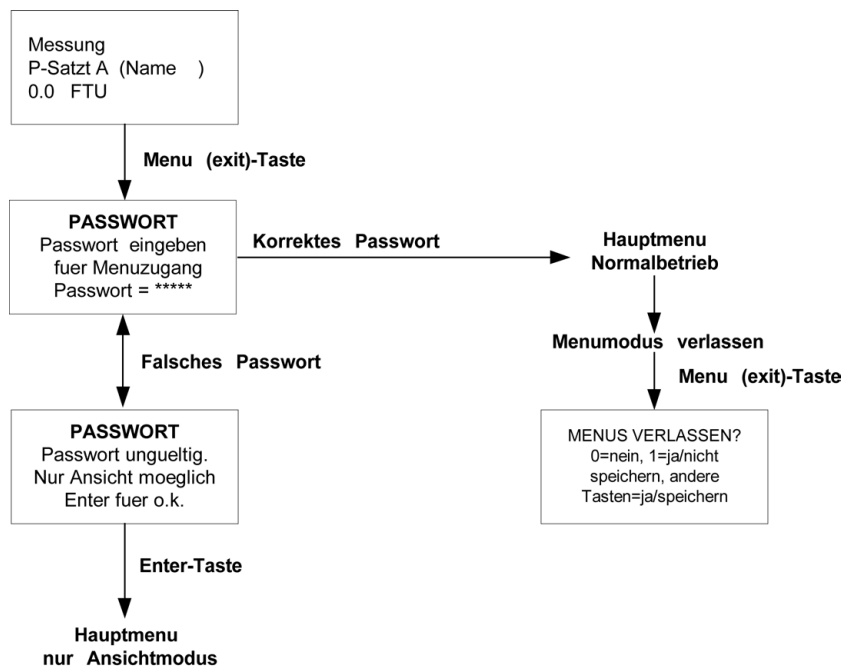 Messung
P-Satzt A (Name )
0.0 FTU
Menu (exit)-Taste
PASSWORT
Passwort eingeben
fuer Menuzugang
Passwort = *****
Korrektes Passwort
Hauptmenu
Normalbetrieb
Menumodus verlassen
Menu (exit)-Taste
MENUS VERLASSEN?
0=nein, 1=ja/nicht
speichern, andere
Tasten=ja/speichern
Falsches Passwort
PASSWORT
Passwort ungueltig.
Nur Ansicht moeglich
Enter fuer o.k.
Enter-Taste
Hauptmenu
nur Ansichtmodus